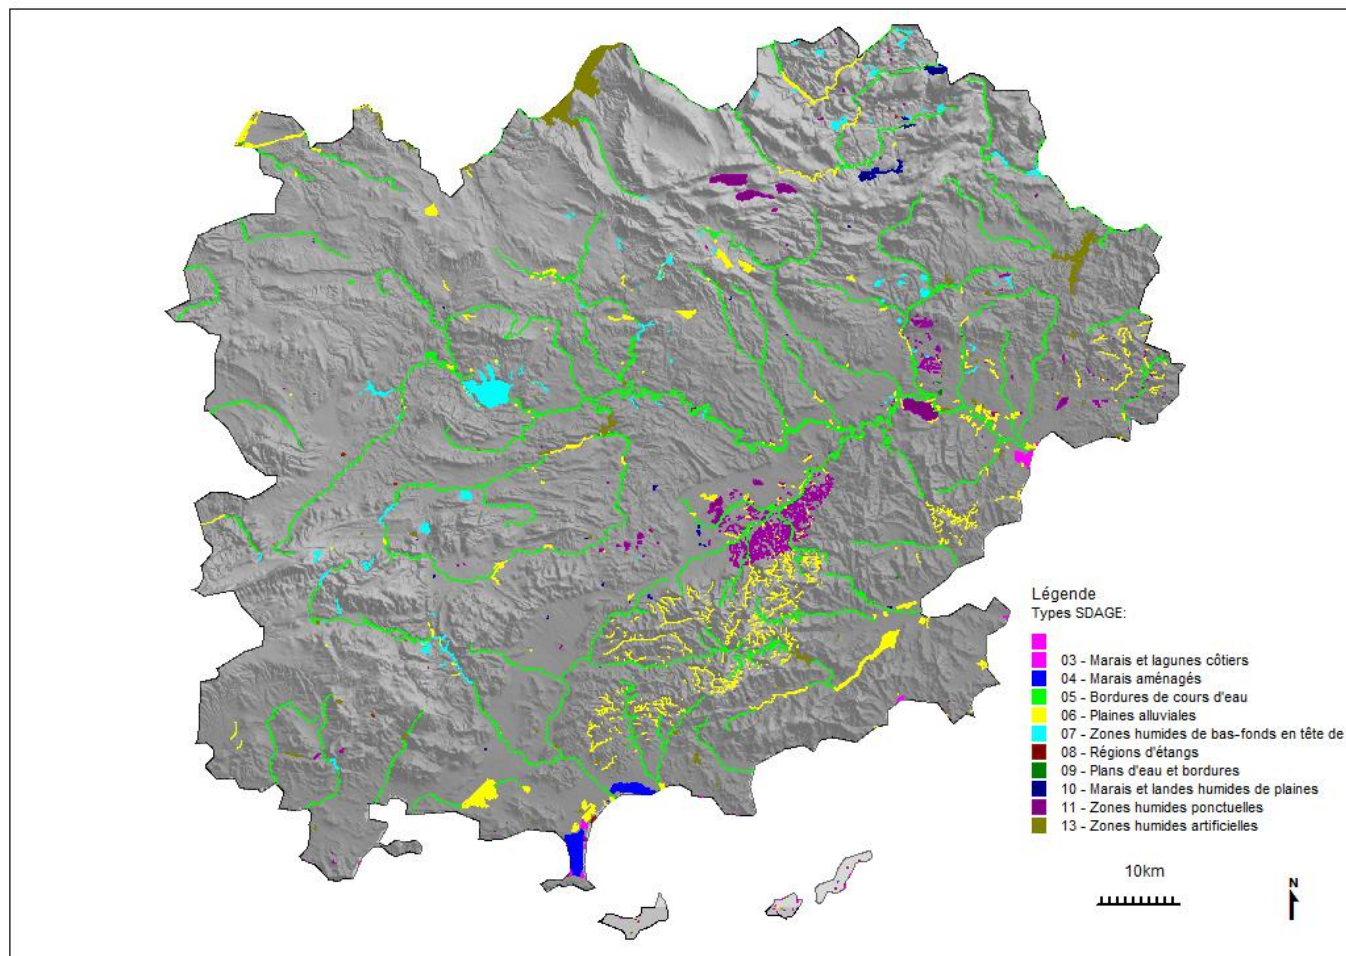 Légende
Types SDAGE:
03 - Marais et lagunes côtiers
04 - Marais aménagés
05 - Bordures de cours d'eau
06 - Plaines alluviales
07 - Zones humides de bas-fonds en tête de
08 - Régions d'étangs
09 - Plans d'eau et bordures
10 - Marais et landes humides de plaines
11 - Zones humides ponctuelles
13 - Zones humides artificielles
10km
N